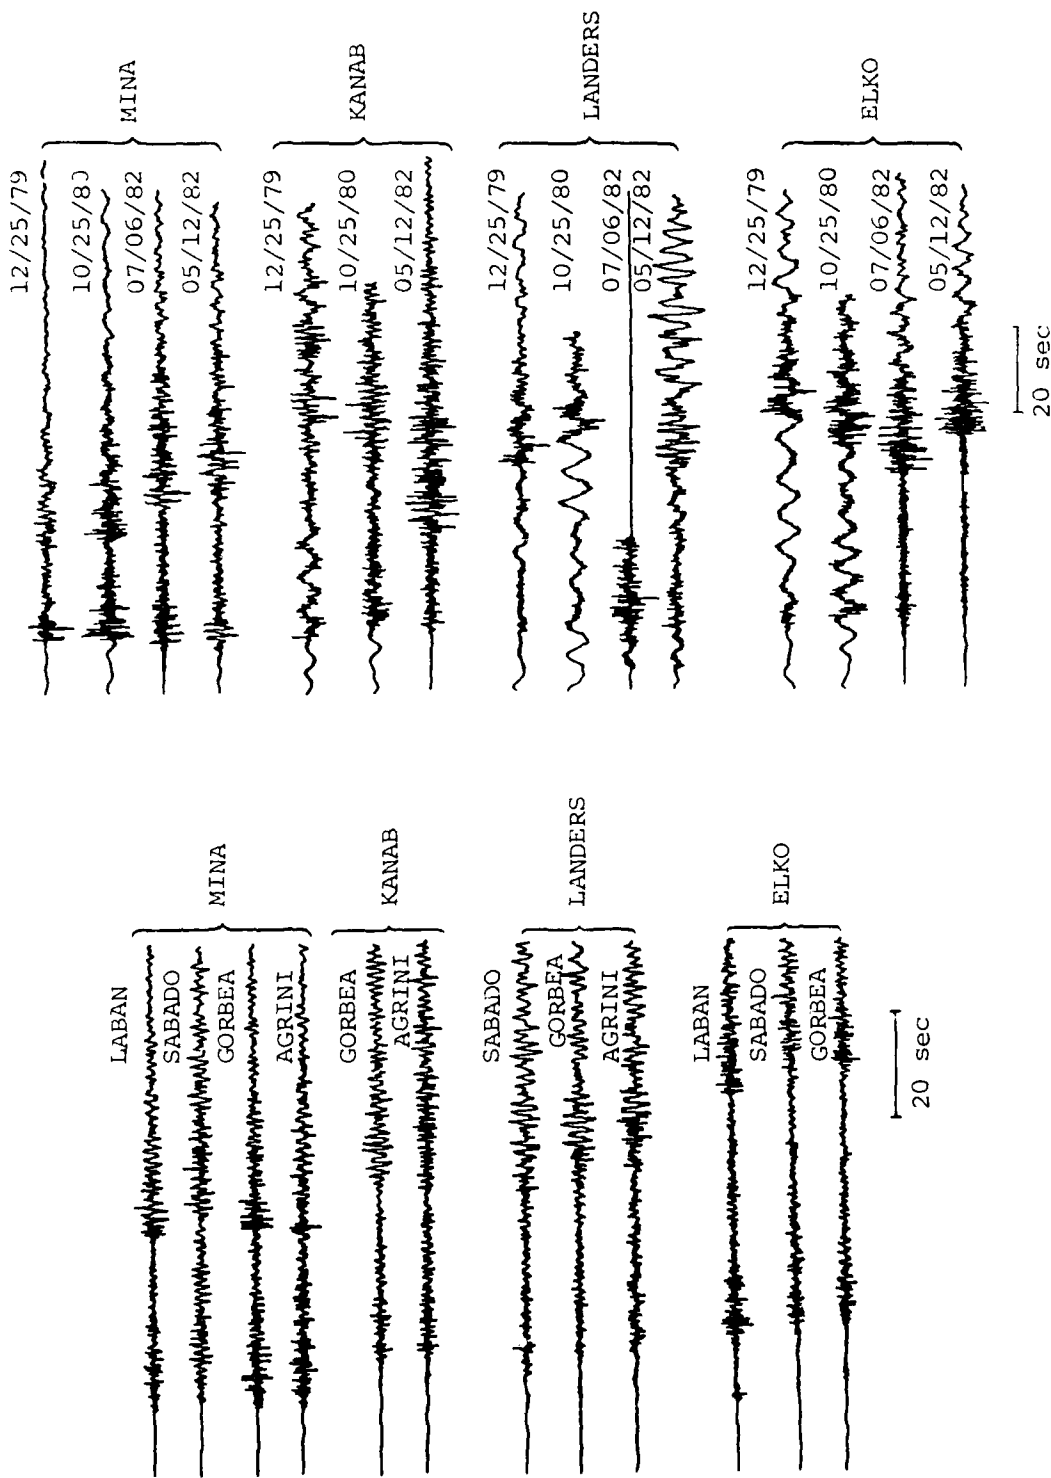 12/25/79
10/25/80
07/06/82
05/12/82
MINA
12/25/79
10/25/80
05/12/82
KANAB
12/25/79
10/25/80
07/06/82
05/12/82
LANDERS
12/25/79
10/25/80
07/06/82
05/12/82
ELKO
20 sec
LABAN
SABADO
GORBEA
AGRINI
MINA
GORBEA
AGRINI
KANAB
SABADO
GORBEA
AGRINI
LANDERS
LABAN
SABADO
GORBEA
ELKO
20 sec